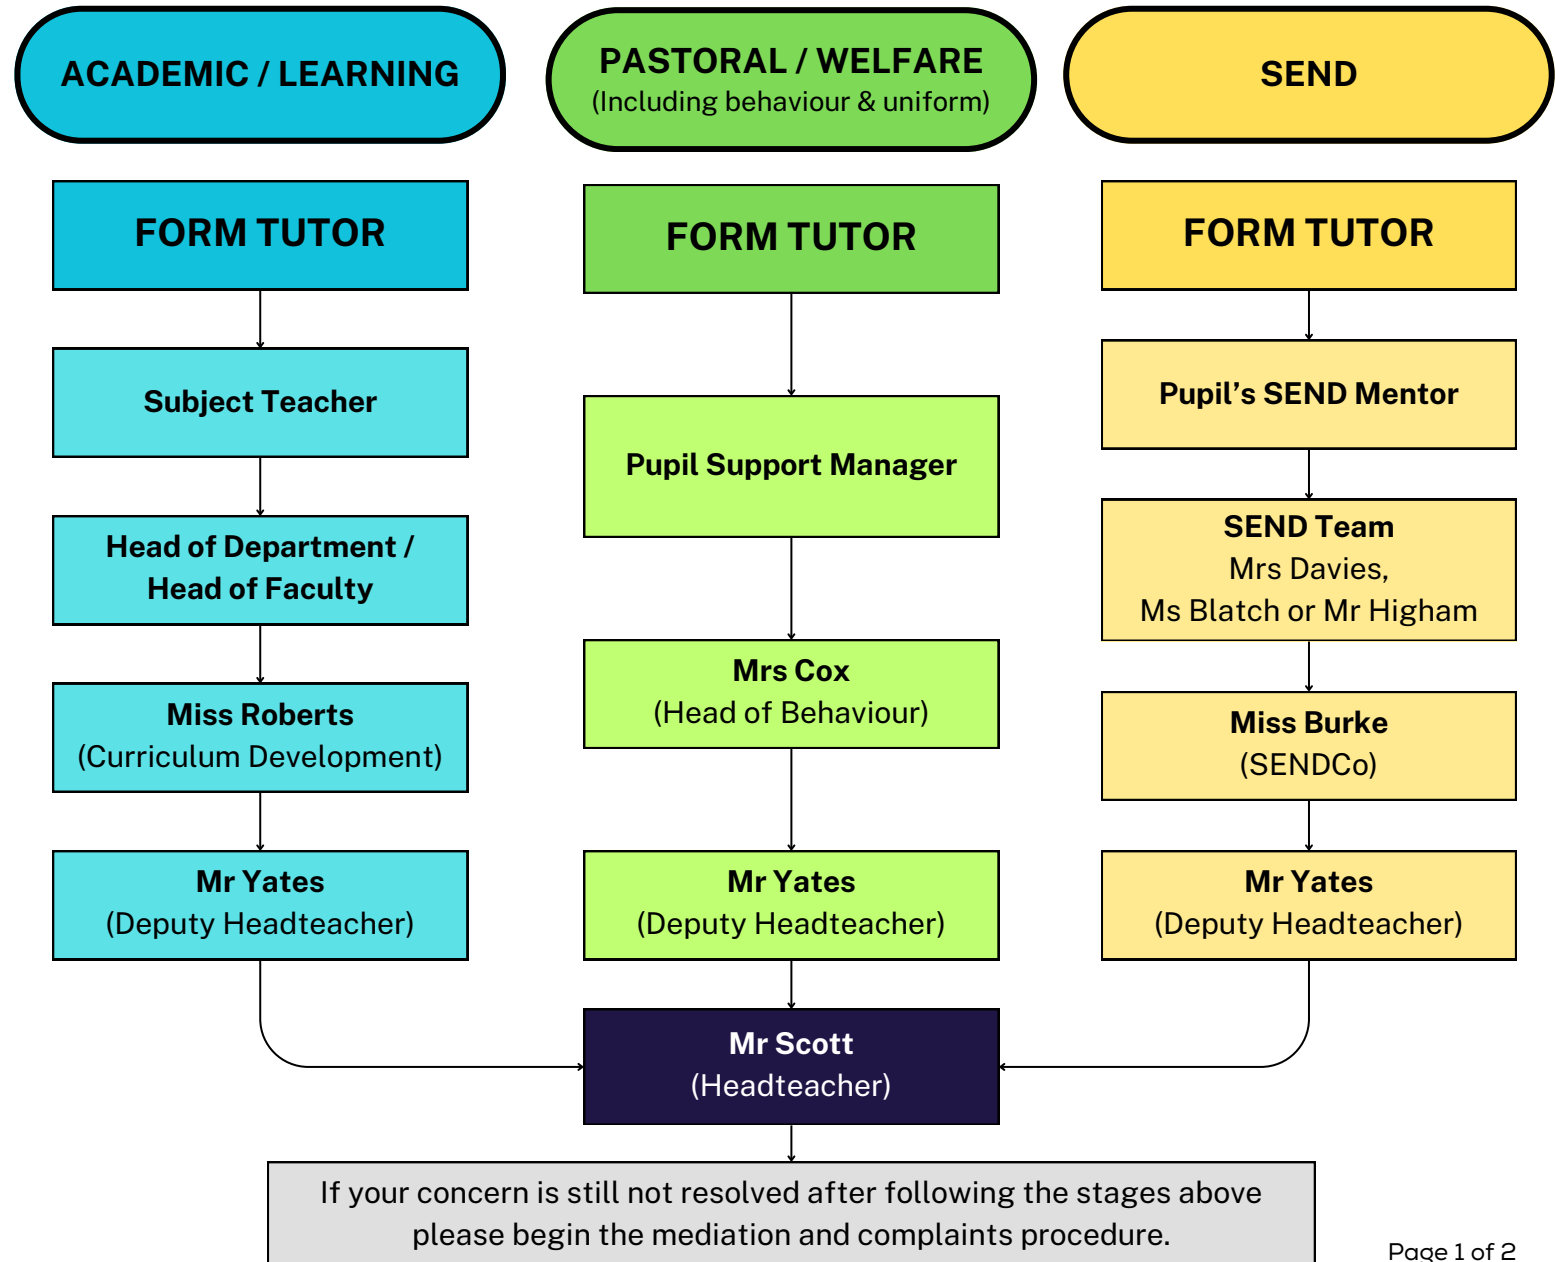 ACADEMIC / LEARNING
FORM TUTOR
Subject Teacher
Head of Department /
Head of Faculty
Miss Roberts
(Curriculum Development)
Mr Yates
(Deputy Headteacher)
PASTORAL / WELFARE
(Including behaviour & uniform)
FORM TUTOR
Pupil Support Manager
Mrs Cox
(Head of Behaviour)
Mr Yates
(Deputy Headteacher)
SEND
FORM TUTOR
Pupil’s SEND Mentor
SEND Team
Mrs Davies,
Ms Blatch or Mr Higham
Miss Burke
(SENDCo)
Mr Yates
(Deputy Headteacher)
Mr Scott
(Headteacher)
If your concern is still not resolved after following the stages above
please begin the mediation and complaints procedure.
Page 1 of 2